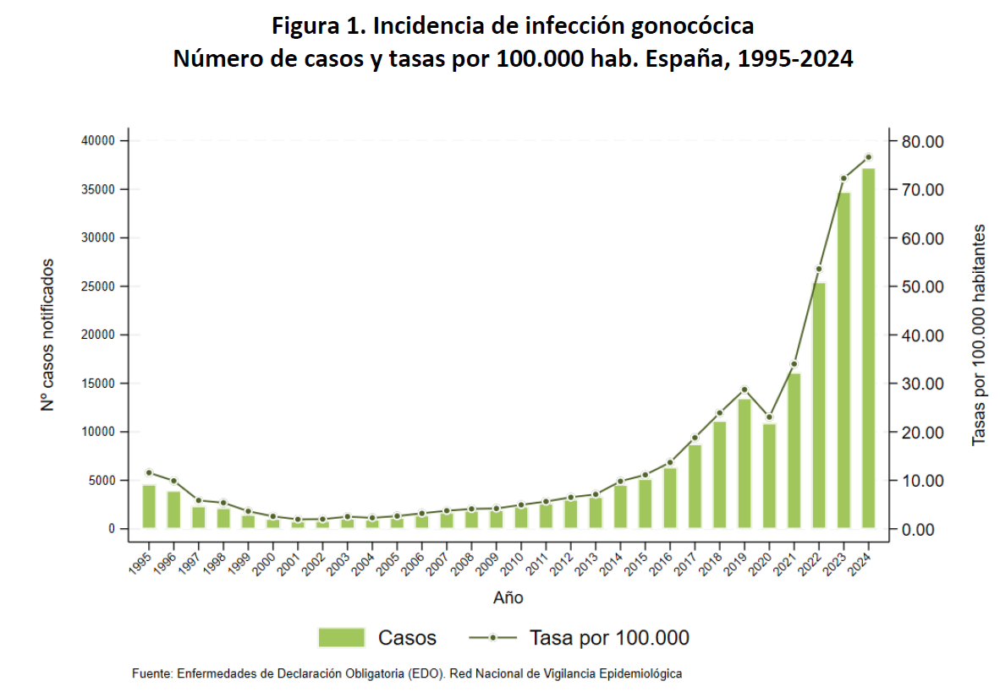 Figura 1. Incidencia de infección gonocócica
Número de casos y tasas por 100.000 hab. España, 1995-2024
Nº casos notificados
40000
35000
30000
25000
20000
15000
10000
5000
0
80.00
70.00
60.00
50.00
40.00
30.00
20.00
10.00
0.00
Tasas por 100.000 habitantes
1995 1996 1997 1998 1999 2000 2001 2002 2003 2004 2005 2006 2007 2008 2009 2010 2011 2012 2013 2014 2015 2016 2017 2018 2019 2020 2021 2022 2023 2024
Año
Casos Tasa por 100.000
Fuente: Enfermedades de Declaración Obligatoria (EDO). Red Nacional de Vigilancia Epidemiológica